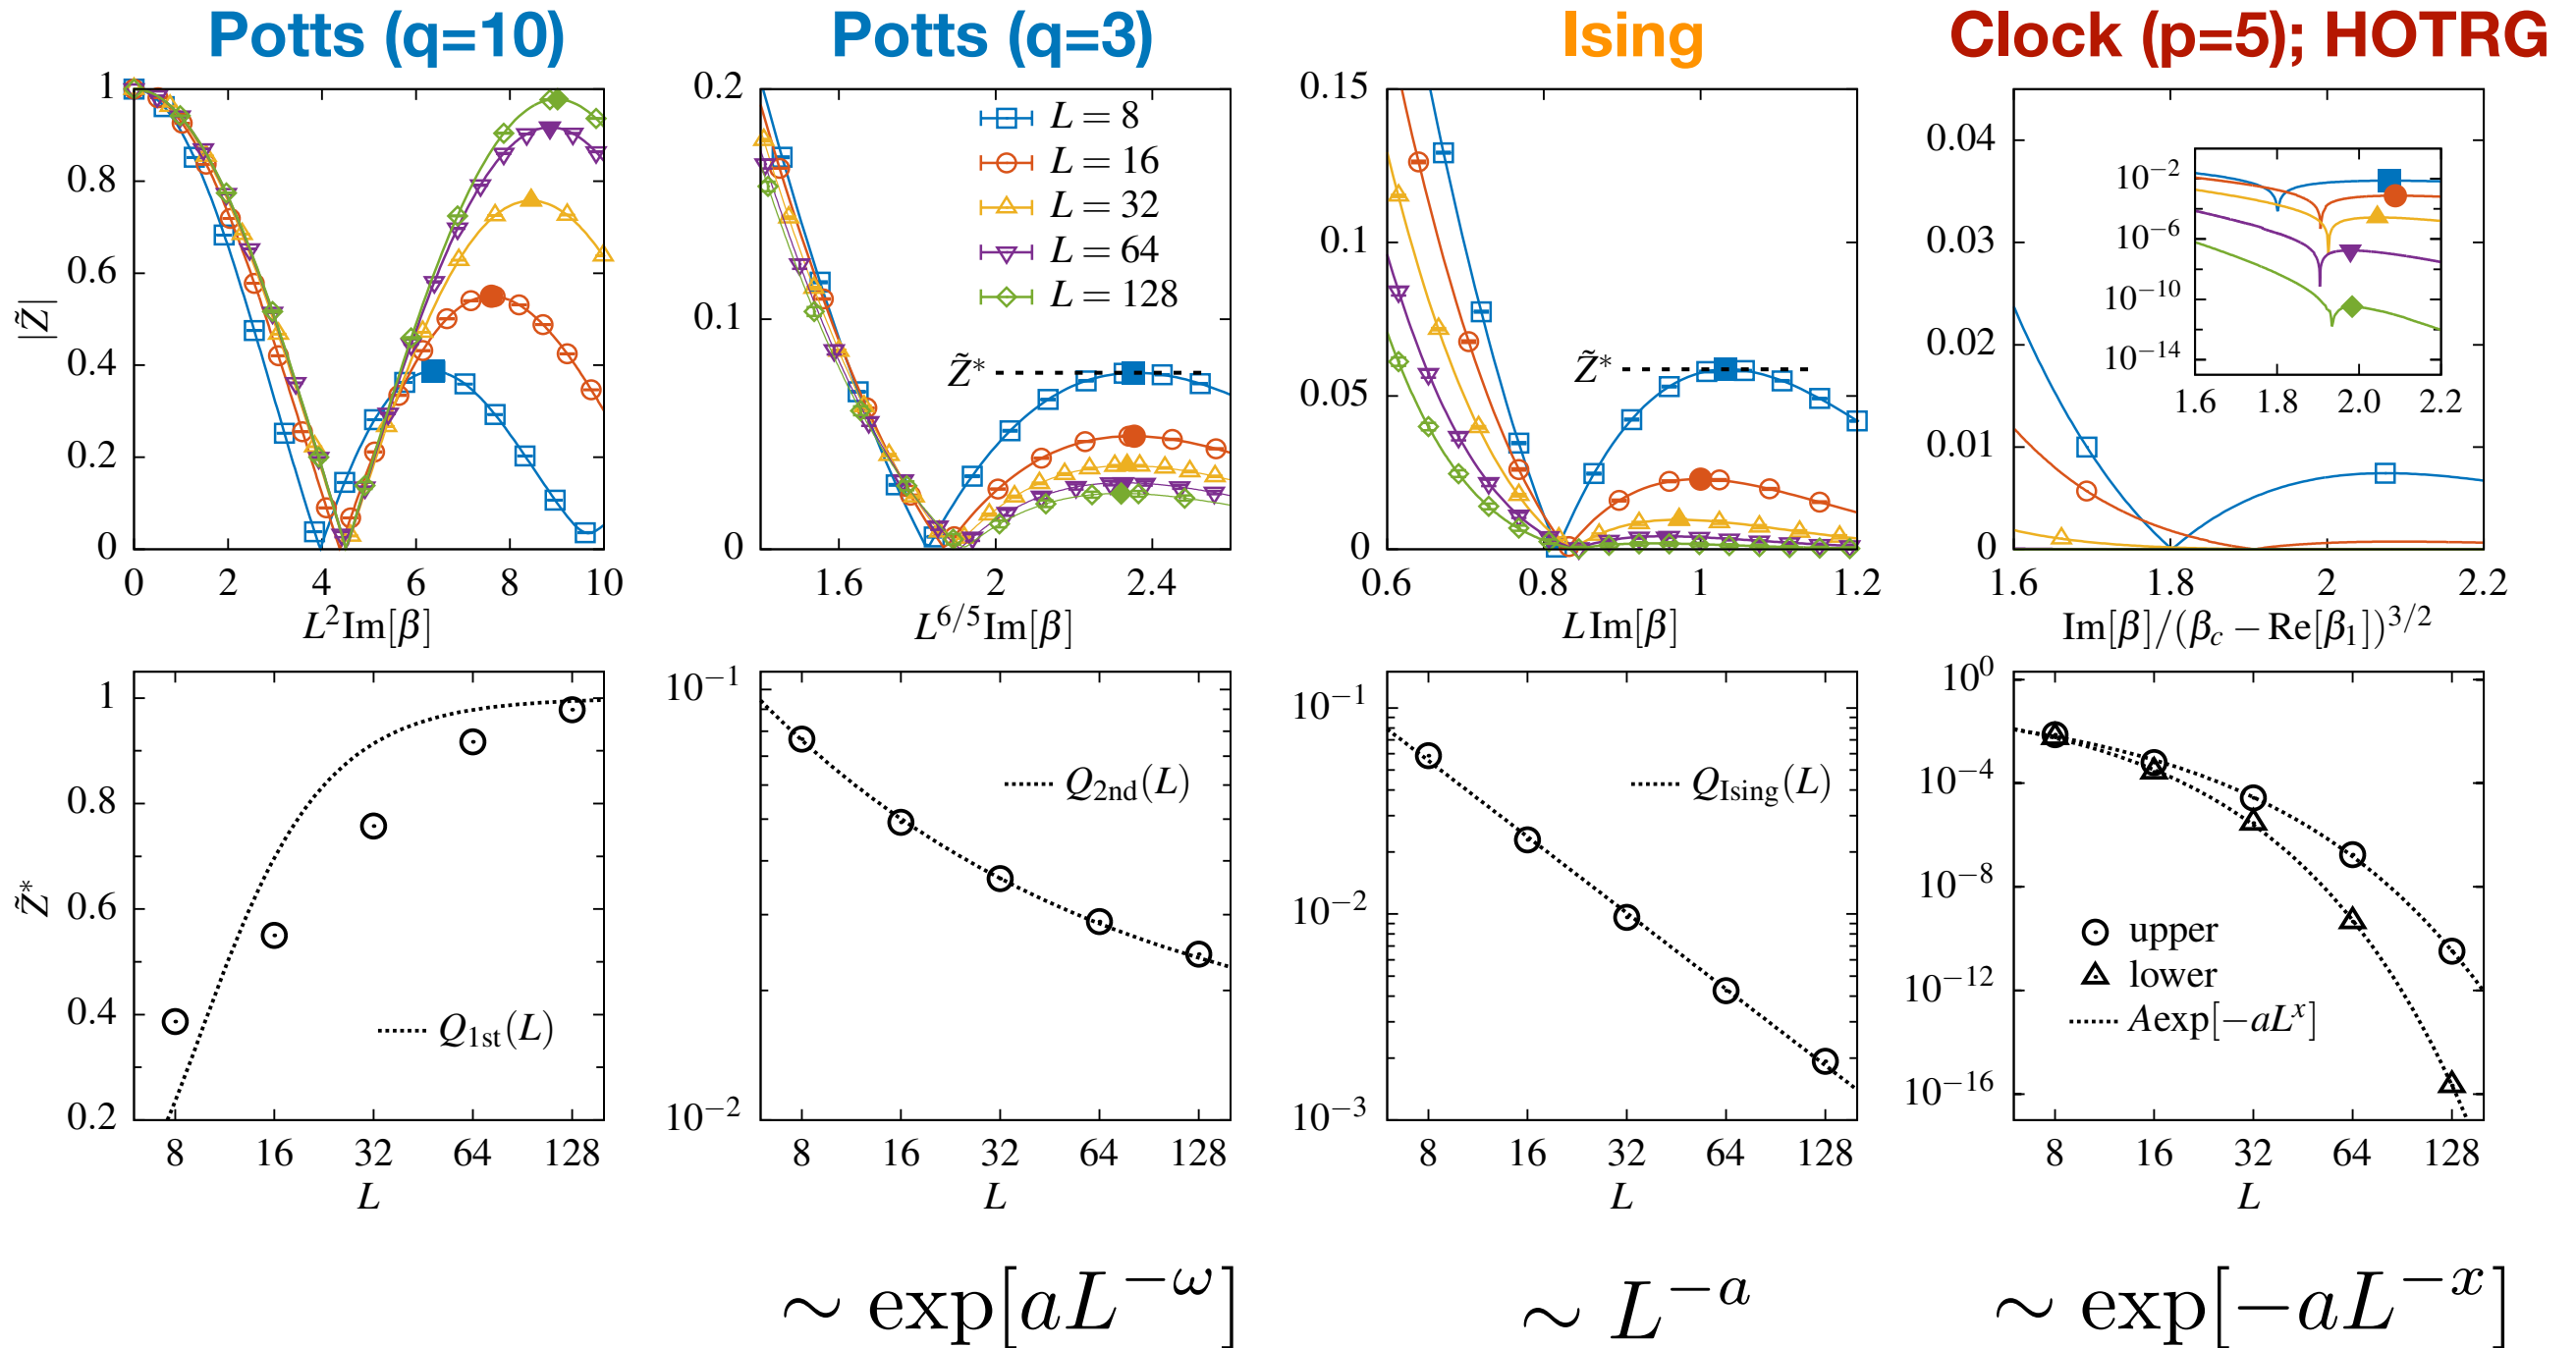 Potts (q=10)
Potts (q=3)
Ising
Clock (p=5); HOTRG
|Z̃|
1
0.8
0.6
0.4
0.2
0
0 2 4 6 8 10
L²Im[β]
0.2
0.1
0
L = 8
L = 16
L = 32
L = 64
L = 128
Z̃*
1.6 2 2.4
L^{6/5}Im[β]
0.15
0.1
0.05
0
Z̃*
0.6 0.8 1 1.2
L Im[β]
0.04
0.03
0.02
0.01
0
10⁻²
10⁻⁶
10⁻¹⁰
10⁻¹⁴
1.6 1.8 2.0 2.2
1.6 1.8 2 2.2
Im[β]/(β_c − Re[β₁])^{3/2}
Z̃*
1
0.8
0.6
0.4
0.2
Q_{1st}(L)
8 16 32 64 128
L
10⁻¹
10⁻²
Q_{2nd}(L)
8 16 32 64 128
L
10⁻¹
10⁻²
10⁻³
Q_{Ising}(L)
8 16 32 64 128
L
10⁰
10⁻⁴
10⁻⁸
10⁻¹²
10⁻¹⁶
upper
lower
Aexp[−aL^x]
8 16 32 64 128
L
∼ exp[aL^{−ω}]
∼ L^{−a}
∼ exp[−aL^{−x}]